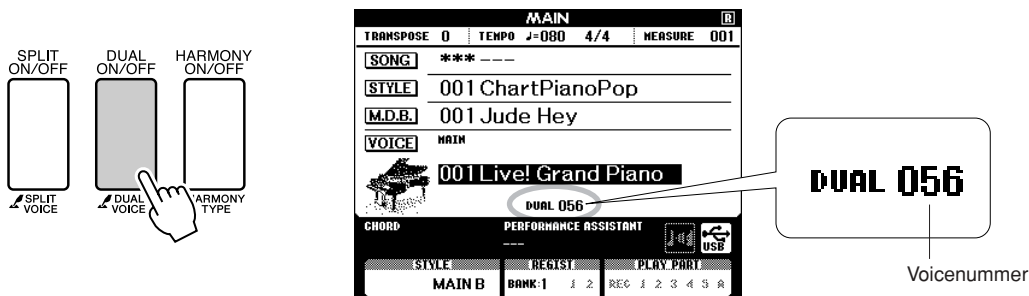 SPLIT
ON/OFF
DUAL
ON/OFF
HARMONY
ON/OFF
SPLIT
VOICE
DUAL
VOICE
ARMONY
TYPE
MAIN
R
TRANSPOSE 0 TEMPO ♩=080 4/4 MEASURE 001
SONG *** ---
STYLE 001 ChartPianoPop
M.D.B. 001 Jude Hey
VOICE MAIN
001 Live! Grand Piano
DUAL 056
CHORD PERFORMANCE ASSISTANT
---
USB
STYLE REGIST PLAY PART
MAIN B BANK:1 1 2 REC 1 2 3 4 5 A
DUAL 056
Voicenummer